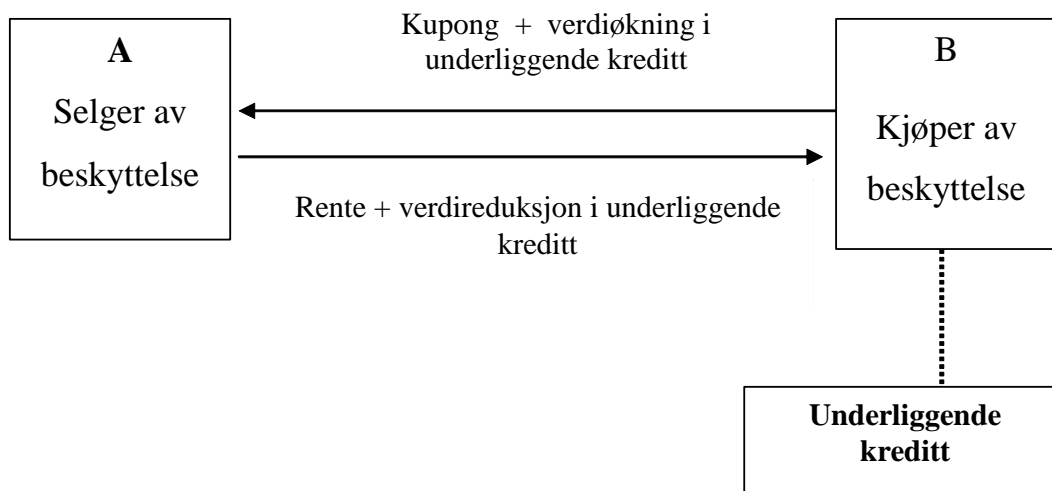 A
Selger av
beskyttelse
Kupong + verdiøkning i
underliggende kreditt
Rente + verdireduksjon i underliggende
kreditt
B
Kjøper av
beskyttelse
Underliggende
kreditt